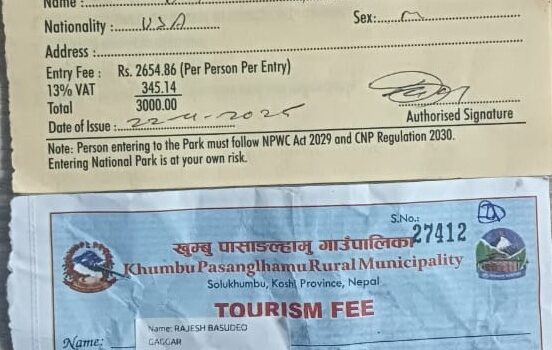 Name :
Nationality : USA Sex: M
Address :
Entry Fee : Rs. 2654.86 (Per Person Per Entry)
13% VAT 345.14
Total 3000.00
Date of Issue : 22-4-2025
Authorised Signature
Note: Person entering to the Park must follow NPWC Act 2029 and CNP Regulation 2030.
Entering National Park is at your own risk.
S.No.: 27412
खुम्बु पासाङल्हामु गाउँपालिका
Khumbu Pasanglhamu Rural Municipality
Solukhumbu, Koshi Province, Nepal
TOURISM FEE
Name: Name: RAJESH BASUDEO
GAGGAR